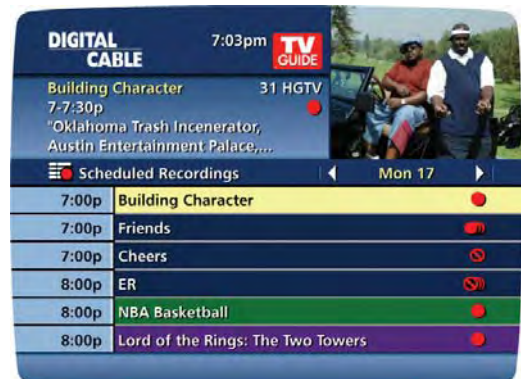 DIGITAL
CABLE
7:03pm
TV
GUIDE
Building Character 31 HGTV
7-7:30p
"Oklahoma Trash Incenerator,
Austin Entertainment Palace,...
Scheduled Recordings Mon 17
7:00p Building Character
7:00p Friends
7:00p Cheers
8:00p ER
8:00p NBA Basketball
8:00p Lord of the Rings: The Two Towers